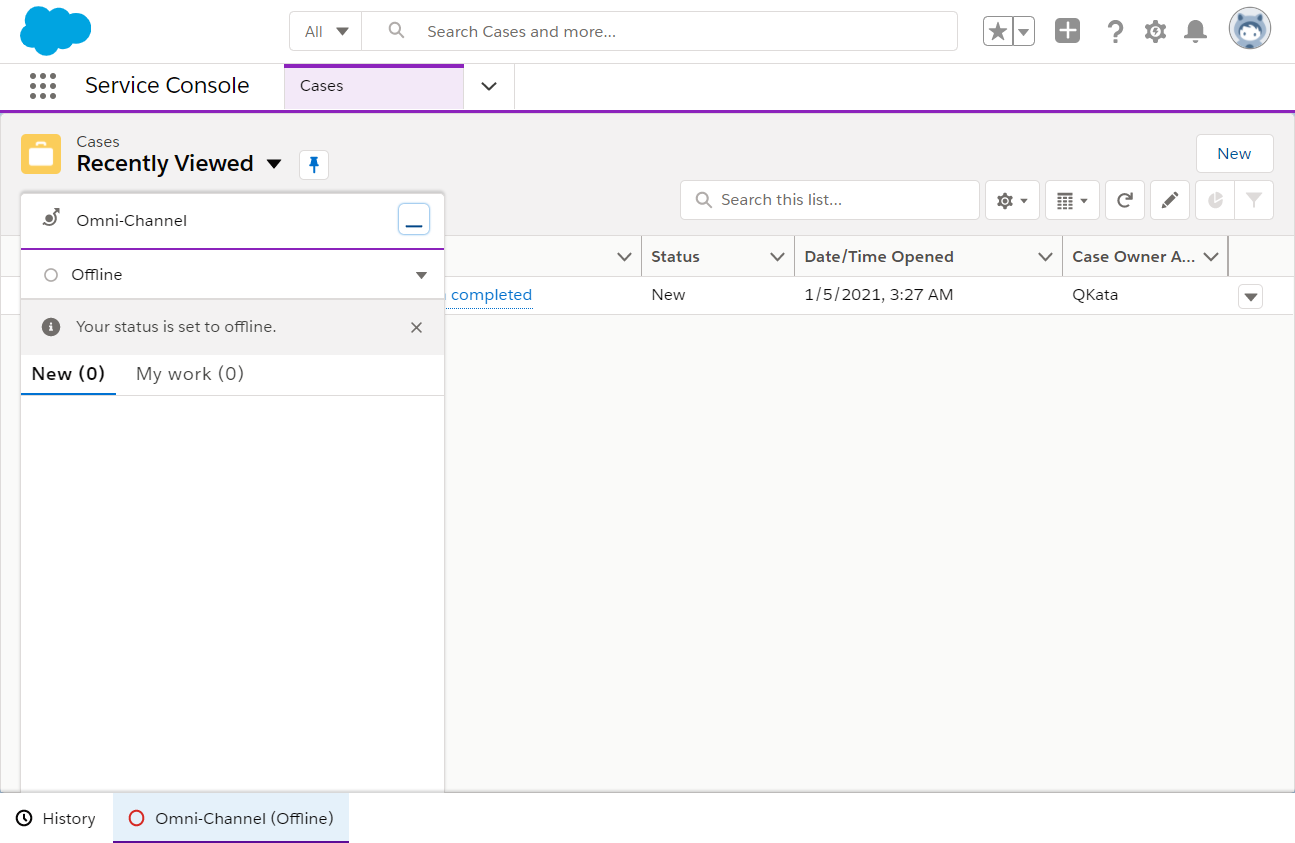 All
Search Cases and more...
Service Console
Cases
Cases
Recently Viewed
New
Search this list...
Omni-Channel
Status
Date/Time Opened
Case Owner A...
Offline
completed
New
1/5/2021, 3:27 AM
QKata
Your status is set to offline.
New (0)
My work (0)
History
Omni-Channel (Offline)